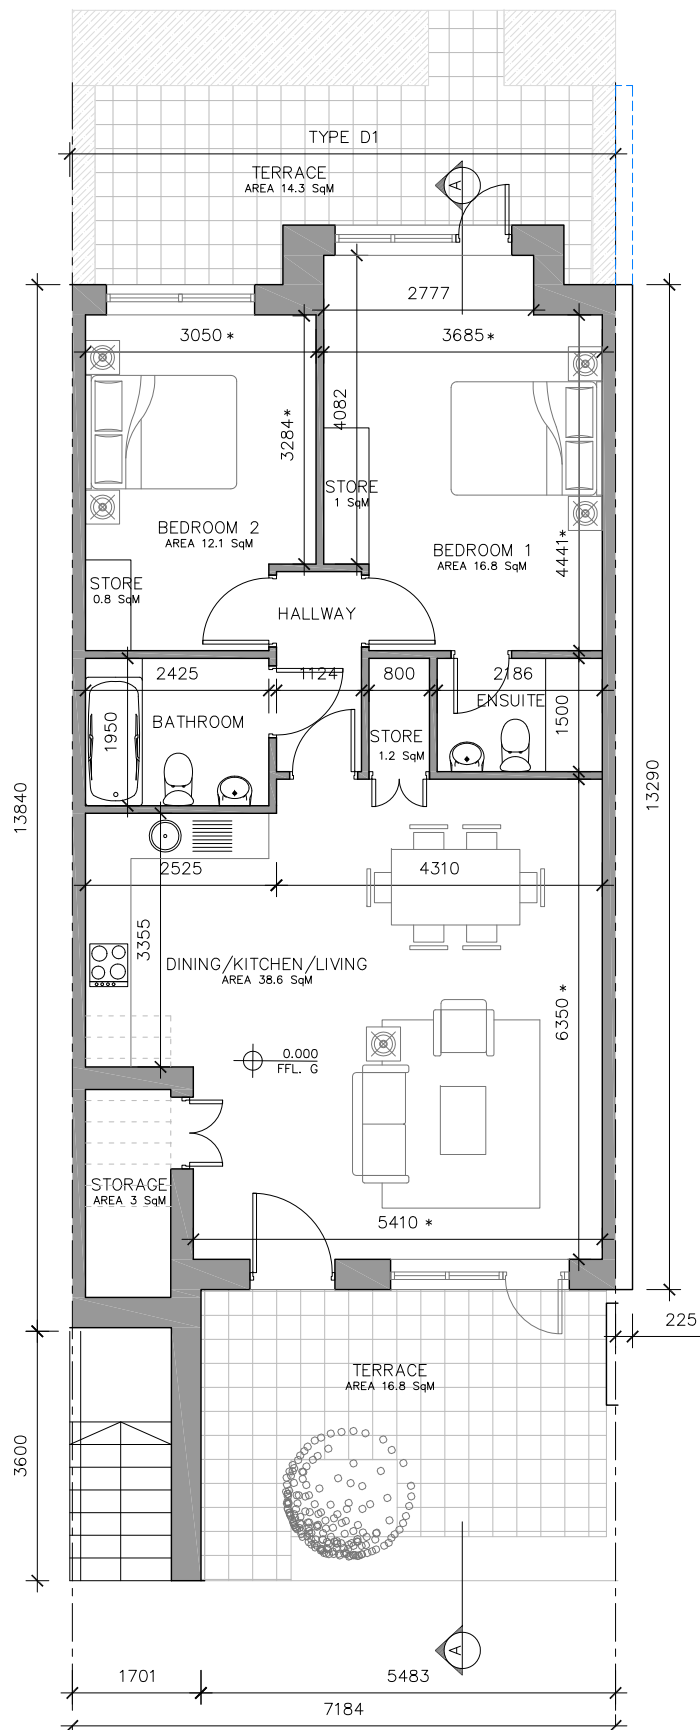 TYPE D1
TERRACE
AREA 14.3 SqM
A
2777
3050*
3685*
3284*
4082
STORE
1 SqM
BEDROOM 2
AREA 12.1 SqM
BEDROOM 1
AREA 16.8 SqM
4441*
STORE
0.8 SqM
HALLWAY
2425
1124
800
2186
ENSUITE
1500
1950
BATHROOM
STORE
1.2 SqM
13840
13290
2525
4310
3355
DINING/KITCHEN/LIVING
AREA 38.6 SqM
6350*
0.000
FFL. G
STORAGE
AREA 3 SqM
5410 *
225
TERRACE
AREA 16.8 SqM
3600
A
1701
5483
7184